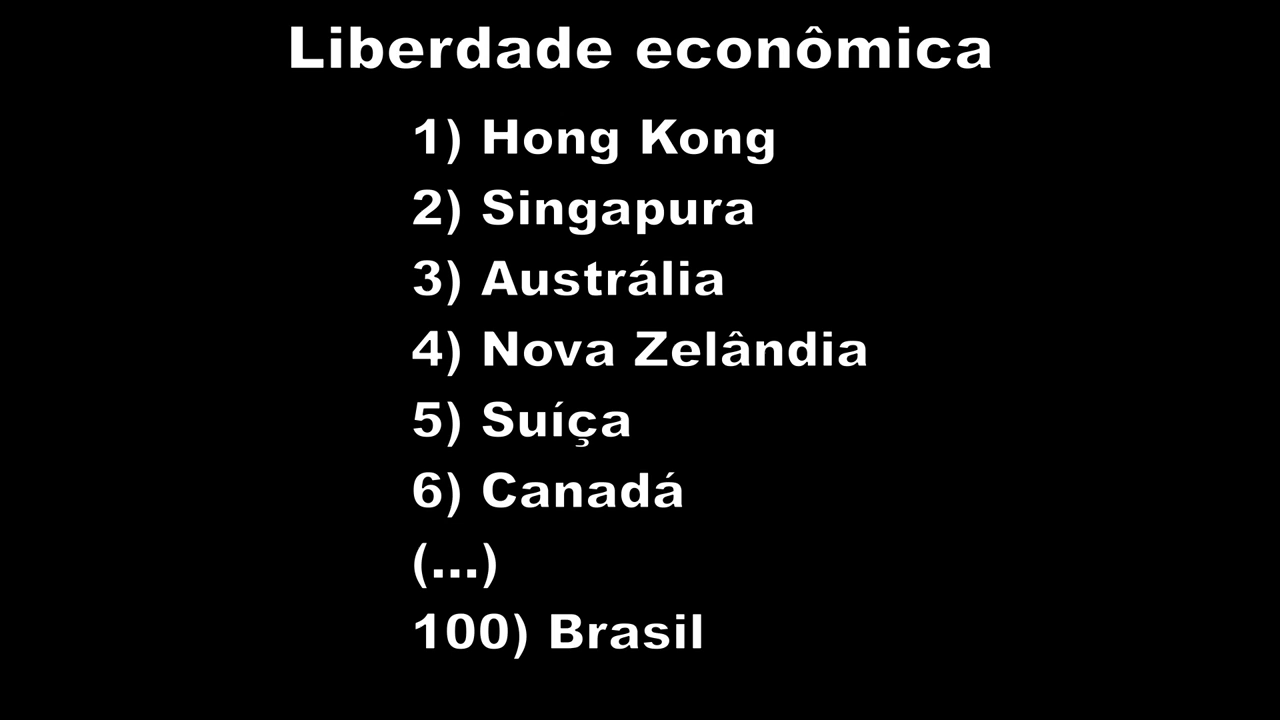 Liberdade econômica
1) Hong Kong
2) Singapura
3) Austrália
4) Nova Zelândia
5) Suíça
6) Canadá
(...)
100) Brasil